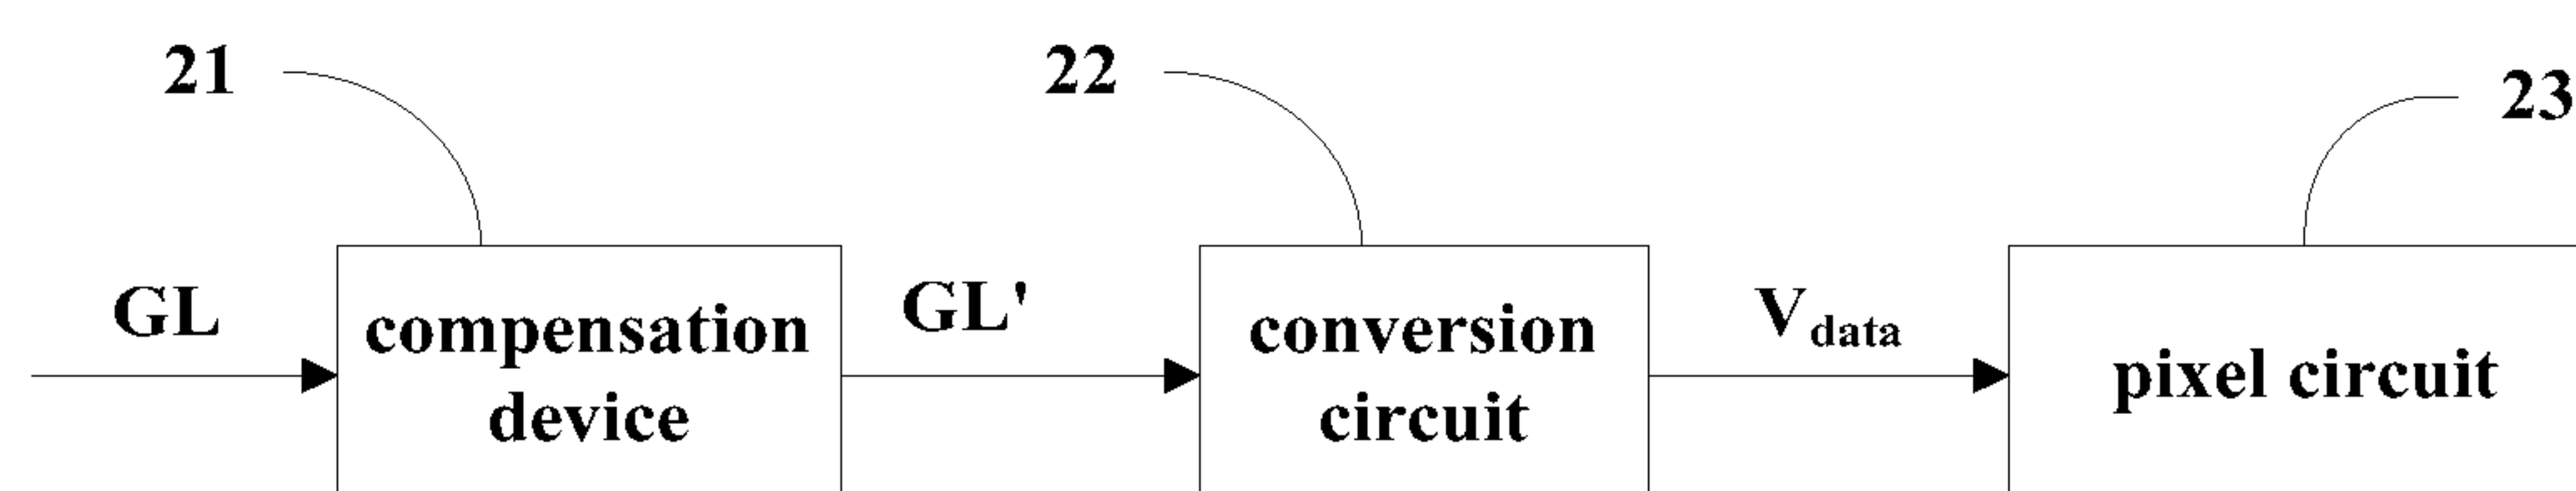 21
22
23
GL
compensation
device
GL'
conversion
circuit
Vdata
pixel circuit